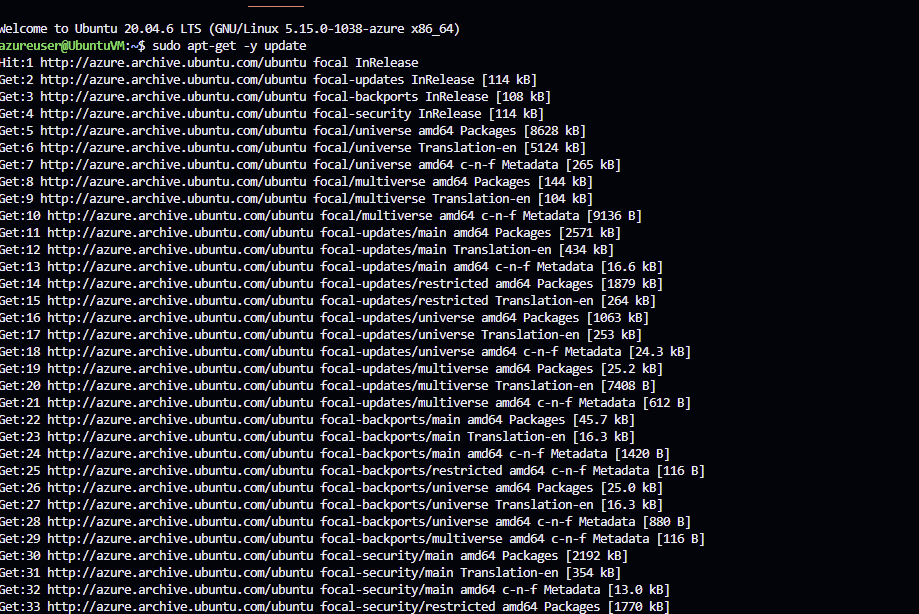 Welcome to Ubuntu 20.04.6 LTS (GNU/Linux 5.15.0-1038-azure x86_64)
azureuser@UbuntuVM:~$ sudo apt-get -y update
Hit:1 http://azure.archive.ubuntu.com/ubuntu focal InRelease
Get:2 http://azure.archive.ubuntu.com/ubuntu focal-updates InRelease [114 kB]
Get:3 http://azure.archive.ubuntu.com/ubuntu focal-backports InRelease [108 kB]
Get:4 http://azure.archive.ubuntu.com/ubuntu focal-security InRelease [114 kB]
Get:5 http://azure.archive.ubuntu.com/ubuntu focal/universe amd64 Packages [8628 kB]
Get:6 http://azure.archive.ubuntu.com/ubuntu focal/universe Translation-en [5124 kB]
Get:7 http://azure.archive.ubuntu.com/ubuntu focal/universe amd64 c-n-f Metadata [265 kB]
Get:8 http://azure.archive.ubuntu.com/ubuntu focal/multiverse amd64 Packages [144 kB]
Get:9 http://azure.archive.ubuntu.com/ubuntu focal/multiverse Translation-en [104 kB]
Get:10 http://azure.archive.ubuntu.com/ubuntu focal/multiverse amd64 c-n-f Metadata [9136 B]
Get:11 http://azure.archive.ubuntu.com/ubuntu focal-updates/main amd64 Packages [2571 kB]
Get:12 http://azure.archive.ubuntu.com/ubuntu focal-updates/main Translation-en [434 kB]
Get:13 http://azure.archive.ubuntu.com/ubuntu focal-updates/main amd64 c-n-f Metadata [16.6 kB]
Get:14 http://azure.archive.ubuntu.com/ubuntu focal-updates/restricted amd64 Packages [1879 kB]
Get:15 http://azure.archive.ubuntu.com/ubuntu focal-updates/restricted Translation-en [264 kB]
Get:16 http://azure.archive.ubuntu.com/ubuntu focal-updates/universe amd64 Packages [1063 kB]
Get:17 http://azure.archive.ubuntu.com/ubuntu focal-updates/universe Translation-en [253 kB]
Get:18 http://azure.archive.ubuntu.com/ubuntu focal-updates/universe amd64 c-n-f Metadata [24.3 kB]
Get:19 http://azure.archive.ubuntu.com/ubuntu focal-updates/multiverse amd64 Packages [25.2 kB]
Get:20 http://azure.archive.ubuntu.com/ubuntu focal-updates/multiverse Translation-en [7408 B]
Get:21 http://azure.archive.ubuntu.com/ubuntu focal-updates/multiverse amd64 c-n-f Metadata [612 B]
Get:22 http://azure.archive.ubuntu.com/ubuntu focal-backports/main amd64 Packages [45.7 kB]
Get:23 http://azure.archive.ubuntu.com/ubuntu focal-backports/main Translation-en [16.3 kB]
Get:24 http://azure.archive.ubuntu.com/ubuntu focal-backports/main amd64 c-n-f Metadata [1420 B]
Get:25 http://azure.archive.ubuntu.com/ubuntu focal-backports/restricted amd64 c-n-f Metadata [116 B]
Get:26 http://azure.archive.ubuntu.com/ubuntu focal-backports/universe amd64 Packages [25.0 kB]
Get:27 http://azure.archive.ubuntu.com/ubuntu focal-backports/universe Translation-en [16.3 kB]
Get:28 http://azure.archive.ubuntu.com/ubuntu focal-backports/universe amd64 c-n-f Metadata [880 B]
Get:29 http://azure.archive.ubuntu.com/ubuntu focal-backports/multiverse amd64 c-n-f Metadata [116 B]
Get:30 http://azure.archive.ubuntu.com/ubuntu focal-security/main amd64 Packages [2192 kB]
Get:31 http://azure.archive.ubuntu.com/ubuntu focal-security/main Translation-en [354 kB]
Get:32 http://azure.archive.ubuntu.com/ubuntu focal-security/main amd64 c-n-f Metadata [13.0 kB]
Get:33 http://azure.archive.ubuntu.com/ubuntu focal-security/restricted amd64 Packages [1770 kB]